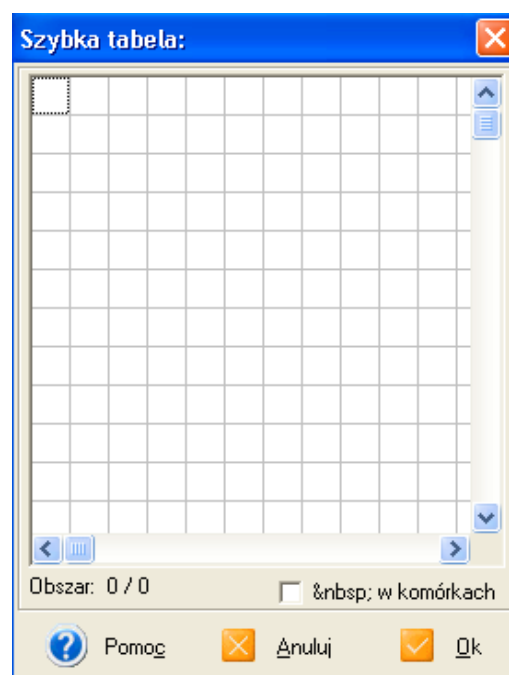 Szybka tabela:
Obszar: 0 / 0
&nbsp; w komórkach
Pomoc
Anuluj
Ok